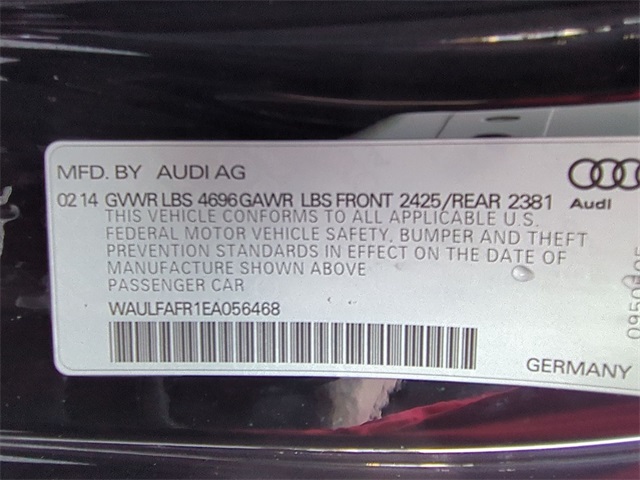 MFD. BY AUDI AG
02 14 GVWR LBS 4696 GAWR LBS FRONT 2425/REAR 2381
Audi
THIS VEHICLE CONFORMS TO ALL APPLICABLE U.S.
FEDERAL MOTOR VEHICLE SAFETY, BUMPER AND THEFT
PREVENTION STANDARDS IN EFFECT ON THE DATE OF
MANUFACTURE SHOWN ABOVE
PASSENGER CAR
WAULFAFR1EA056468
GERMANY